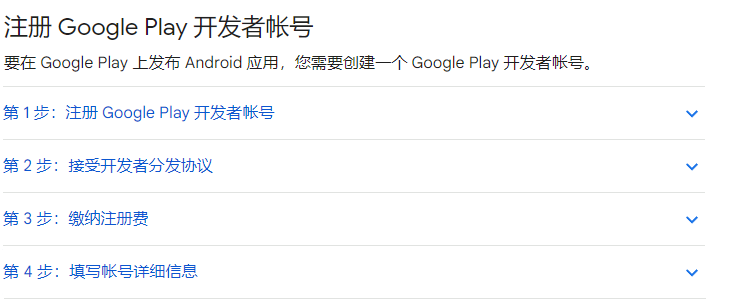 注册 Google Play 开发者帐号
要在 Google Play 上发布 Android 应用，您需要创建一个 Google Play 开发者帐号。
第 1 步：注册 Google Play 开发者帐号
第 2 步：接受开发者分发协议
第 3 步：缴纳注册费
第 4 步：填写帐号详细信息